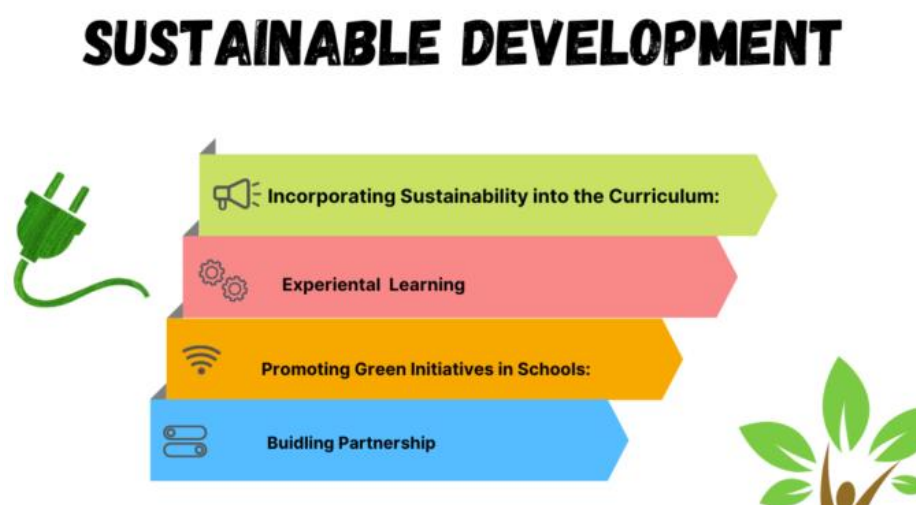 SUSTAINABLE DEVELOPMENT
Incorporating Sustainability into the Curriculum:
Experiental Learning
Promoting Green Initiatives in Schools:
Buidling Partnership